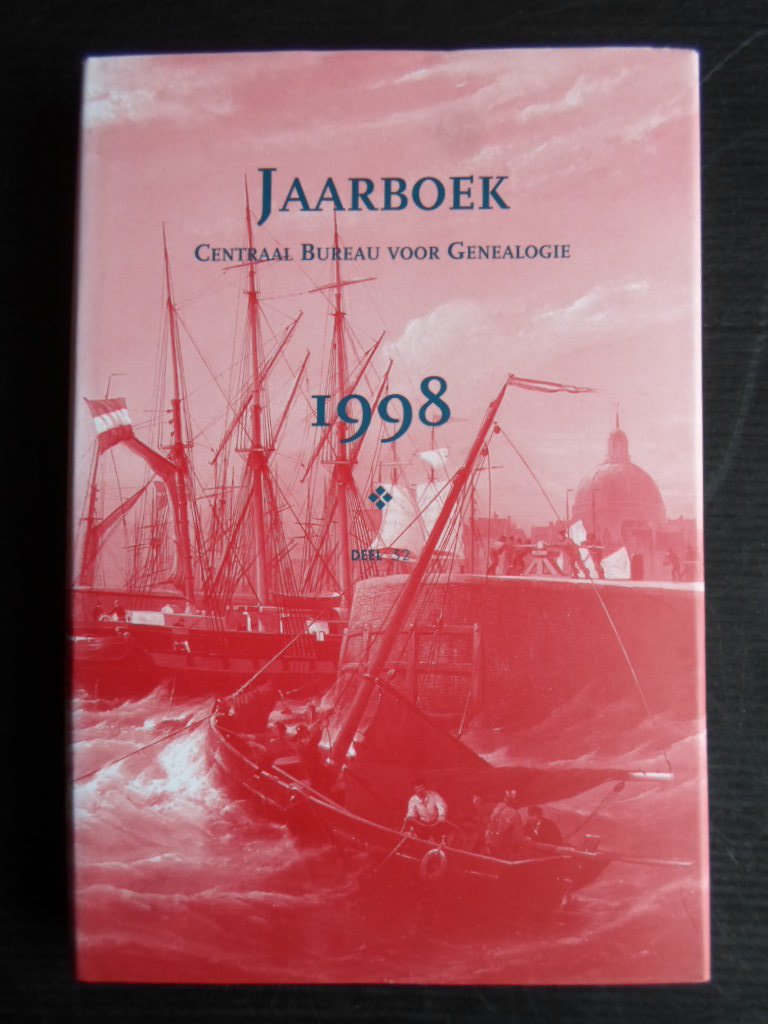 JAARBOEK
CENTRAAL BUREAU VOOR GENEALOGIE
1998
DEEL 52